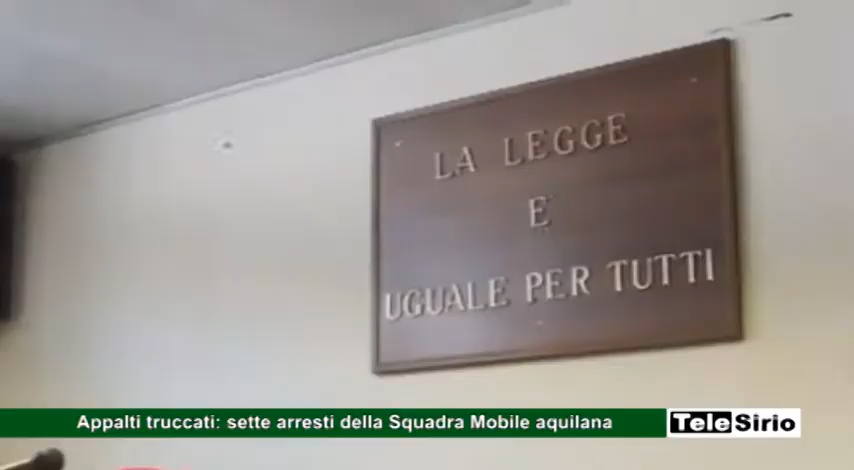 LA LEGGE
E
UGUALE PER TUTTI
Appalti truccati: sette arresti della Squadra Mobile aquilana
TeleSirio